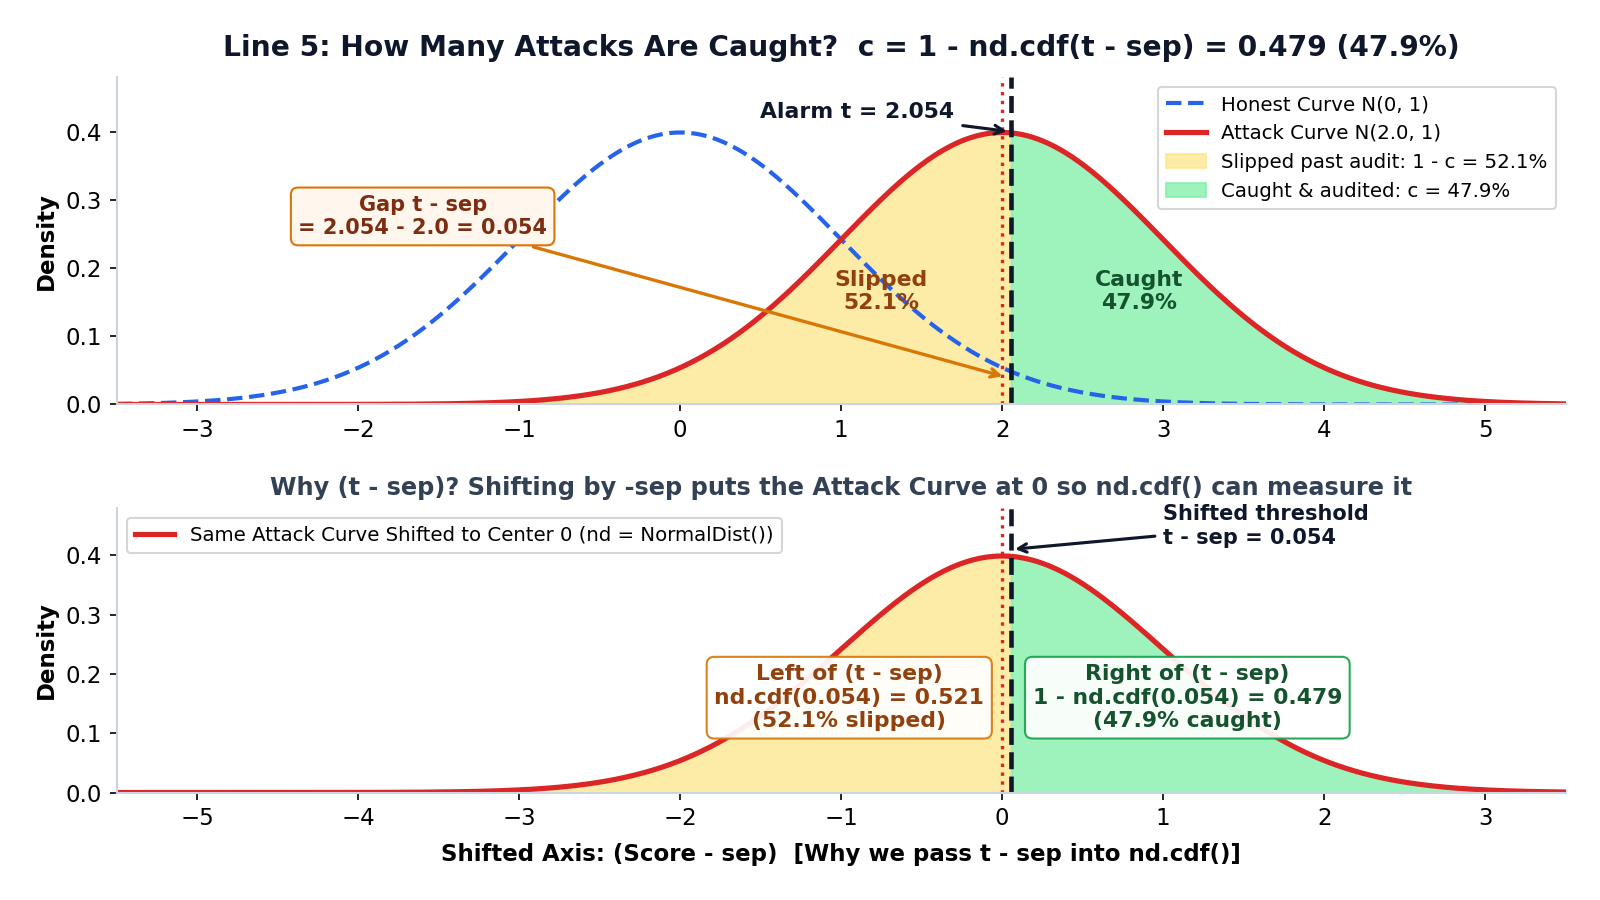 Line 5: How Many Attacks Are Caught?  c = 1 - nd.cdf(t - sep) = 0.479 (47.9%)
Density
0.4
0.3
0.2
0.1
0.0
Alarm t = 2.054
Gap t - sep
= 2.054 - 2.0 = 0.054
Slipped
52.1%
Caught
47.9%
Honest Curve N(0, 1)
Attack Curve N(2.0, 1)
Slipped past audit: 1 - c = 52.1%
Caught & audited: c = 47.9%
−3 −2 −1 0 1 2 3 4 5
Why (t - sep)? Shifting by -sep puts the Attack Curve at 0 so nd.cdf() can measure it
Same Attack Curve Shifted to Center 0 (nd = NormalDist())
Shifted threshold
t - sep = 0.054
Density
0.4
0.3
0.2
0.1
0.0
Left of (t - sep)
nd.cdf(0.054) = 0.521
(52.1% slipped)
Right of (t - sep)
1 - nd.cdf(0.054) = 0.479
(47.9% caught)
−5 −4 −3 −2 −1 0 1 2 3
Shifted Axis: (Score - sep)  [Why we pass t - sep into nd.cdf()]